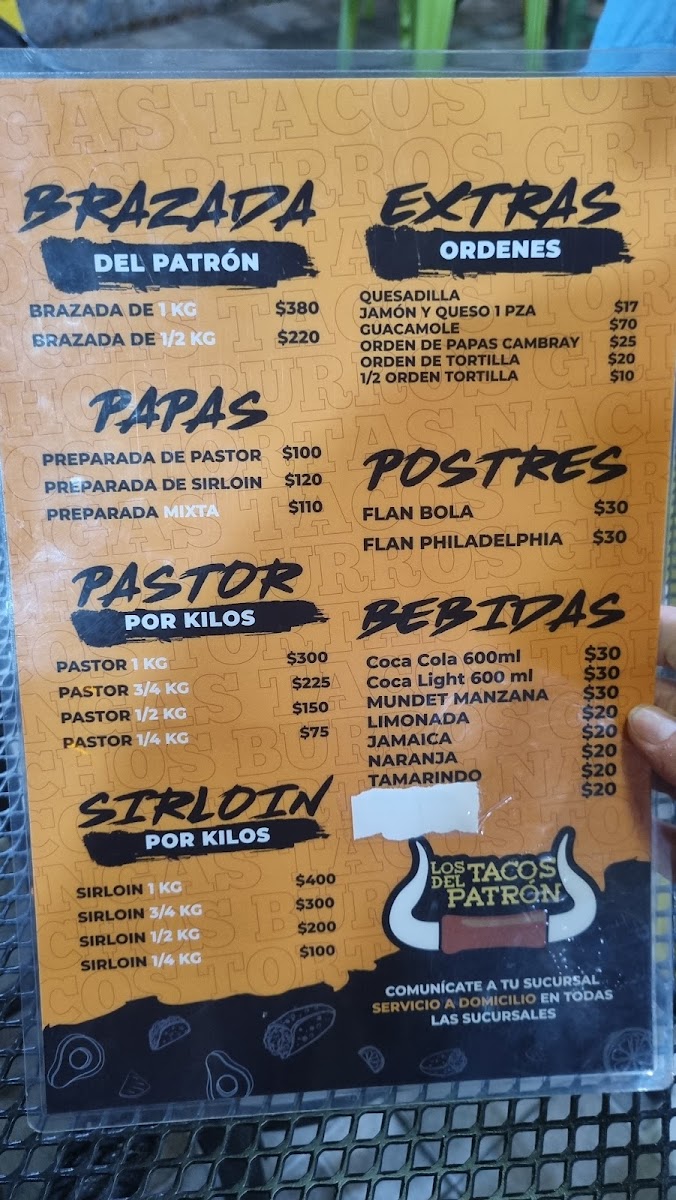 BRAZADA
DEL PATRÓN
BRAZADA DE 1 KG $380
BRAZADA DE 1/2 KG $220
PAPAS
PREPARADA DE PASTOR $100
PREPARADA DE SIRLOIN $120
PREPARADA MIXTA $110
PASTOR
POR KILOS
PASTOR 1 KG $300
PASTOR 3/4 KG $225
PASTOR 1/2 KG $150
PASTOR 1/4 KG $75
SIRLOIN
POR KILOS
SIRLOIN 1 KG $400
SIRLOIN 3/4 KG $300
SIRLOIN 1/2 KG $200
SIRLOIN 1/4 KG $100
EXTRAS
ORDENES
QUESADILLA
JAMÓN Y QUESO 1 PZA $17
GUACAMOLE $70
ORDEN DE PAPAS CAMBRAY $25
ORDEN DE TORTILLA $20
1/2 ORDEN TORTILLA $10
POSTRES
FLAN BOLA $30
FLAN PHILADELPHIA $30
BEBIDAS
Coca Cola 600ml $30
Coca Light 600 ml $30
MUNDET MANZANA $30
LIMONADA $20
JAMAICA $20
NARANJA $20
TAMARINDO $20
$20
LOS TACOS
DEL PATRÓN
COMUNÍCATE A TU SUCURSAL
SERVICIO A DOMICILIO EN TODAS
LAS SUCURSALES